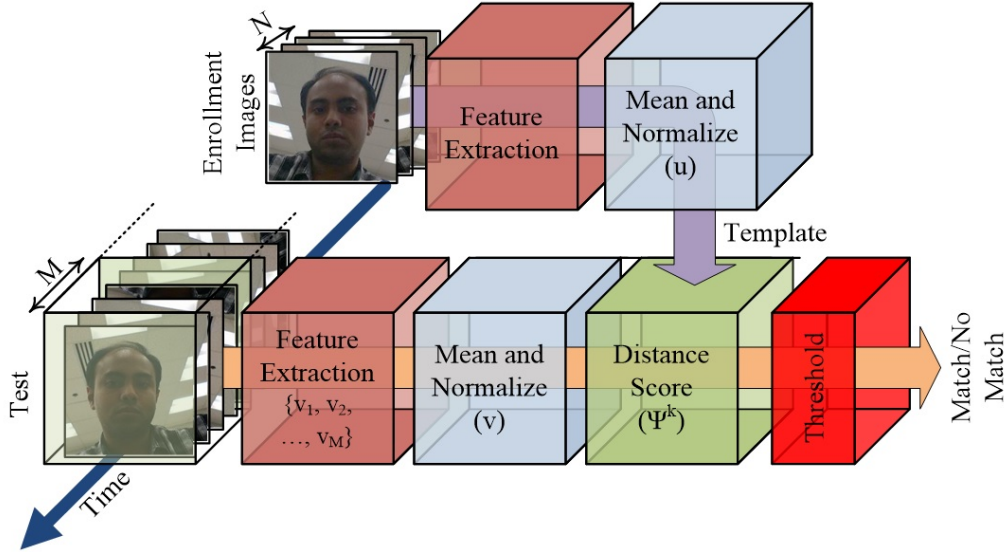 N
Enrollment
Images
Feature
Extraction
Mean and
Normalize
(u)
Template
M
Test
Feature
Extraction
{v₁, v₂,
…, v_M}
Mean and
Normalize
(v)
Distance
Score
(Ψᵏ)
Threshold
Match/No
Match
Time